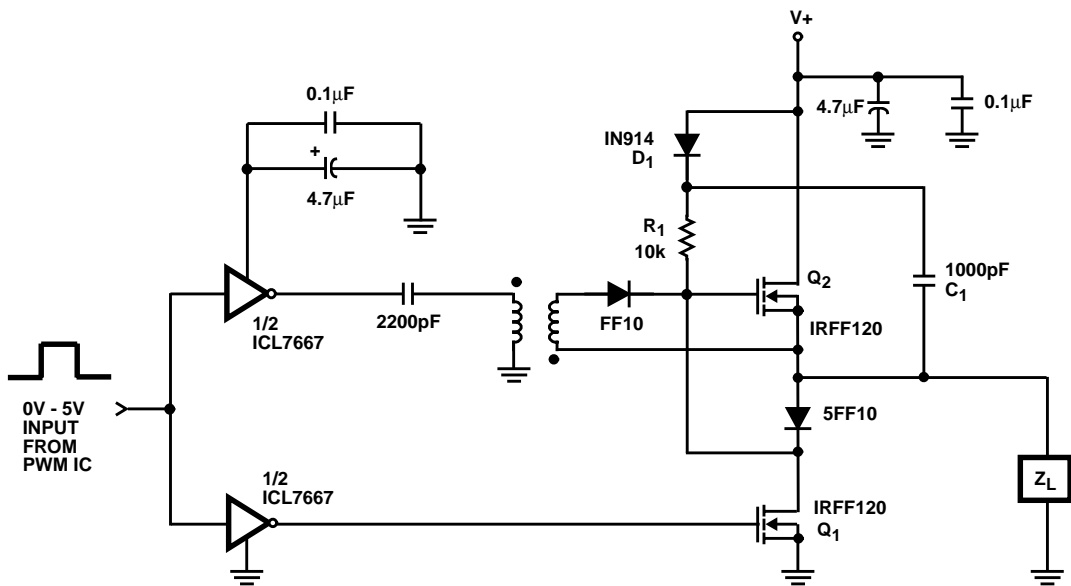 V+
0.1μF
4.7μF
0.1μF
IN914
D1
+
4.7μF
R1
10k
1000pF
C1
Q2
2200pF
FF10
1/2
ICL7667
IRFF120
0V - 5V
INPUT
FROM
PWM IC
5FF10
1/2
ICL7667
ZL
IRFF120
Q1